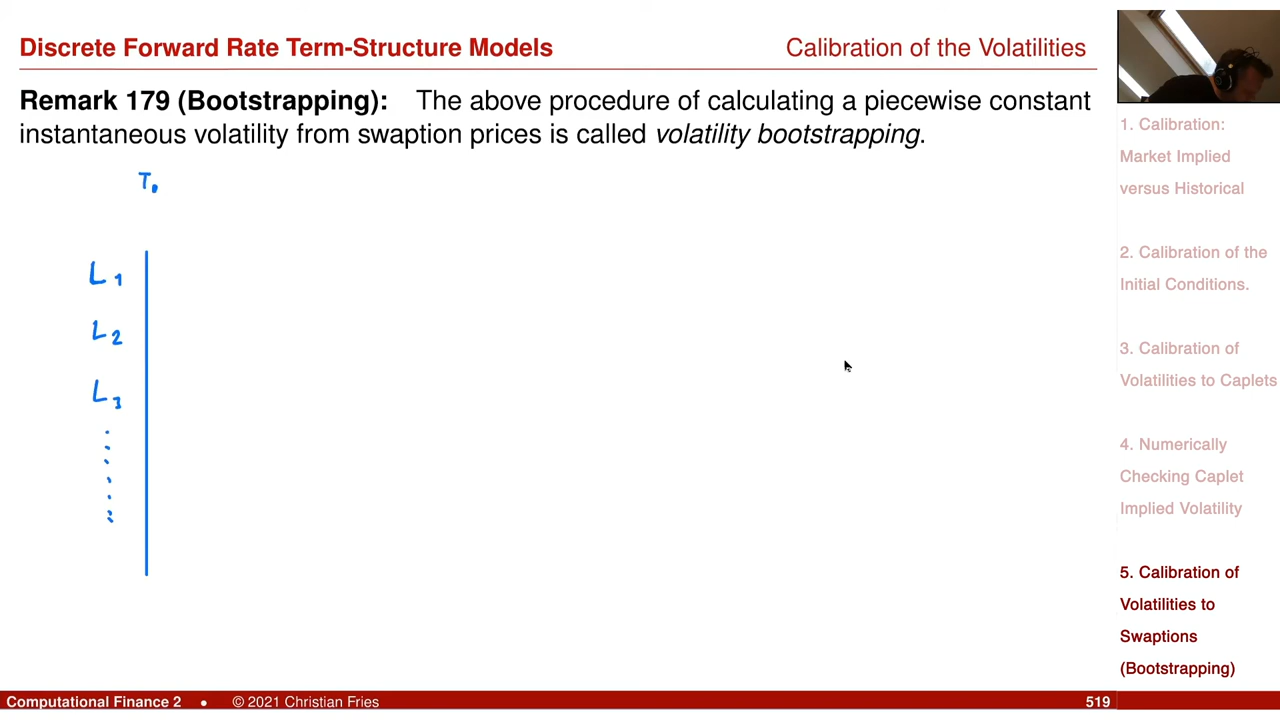 Discrete Forward Rate Term-Structure Models
Calibration of the Volatilities
Remark 179 (Bootstrapping): The above procedure of calculating a piecewise constant
instantaneous volatility from swaption prices is called volatility bootstrapping.
T₀
L₁
L₂
L₃
1. Calibration:
Market Implied
versus Historical
2. Calibration of the
Initial Conditions.
3. Calibration of
Volatilities to Caplets
4. Numerically
Checking Caplet
Implied Volatility
5. Calibration of
Volatilities to
Swaptions
(Bootstrapping)
Computational Finance 2 • © 2021 Christian Fries
519